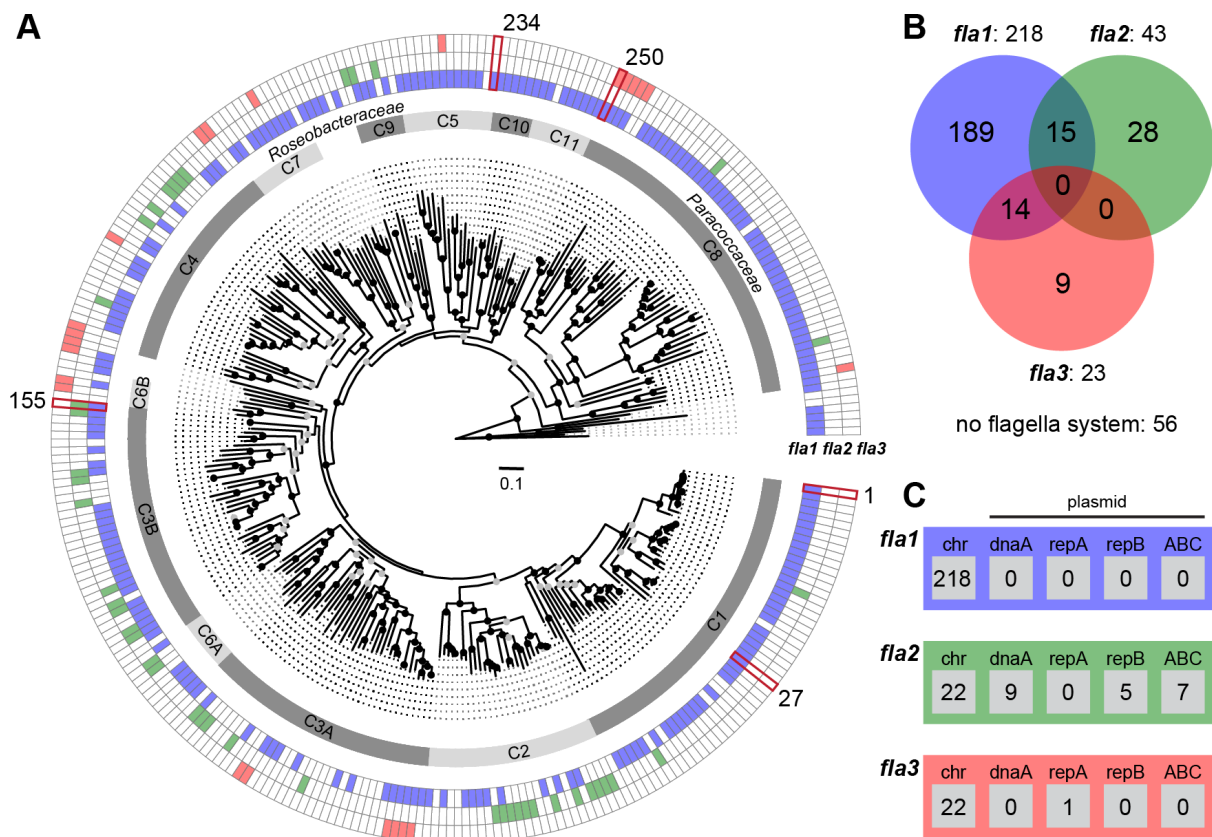 A
234
250
Roseobacteraceae
C9
C5
C10
C11
C7
C4
Paracoccaceae
C8
155
C6B
fla1 fla2 fla3
0.1
1
C3B
C1
C6A
27
C3A
C2
B
fla1: 218
fla2: 43
189
15
28
0
14
0
9
fla3: 23
no flagella system: 56
C
plasmid
fla1
chr dnaA repA repB ABC
218 0 0 0 0
fla2
chr dnaA repA repB ABC
22 9 0 5 7
fla3
chr dnaA repA repB ABC
22 0 1 0 0